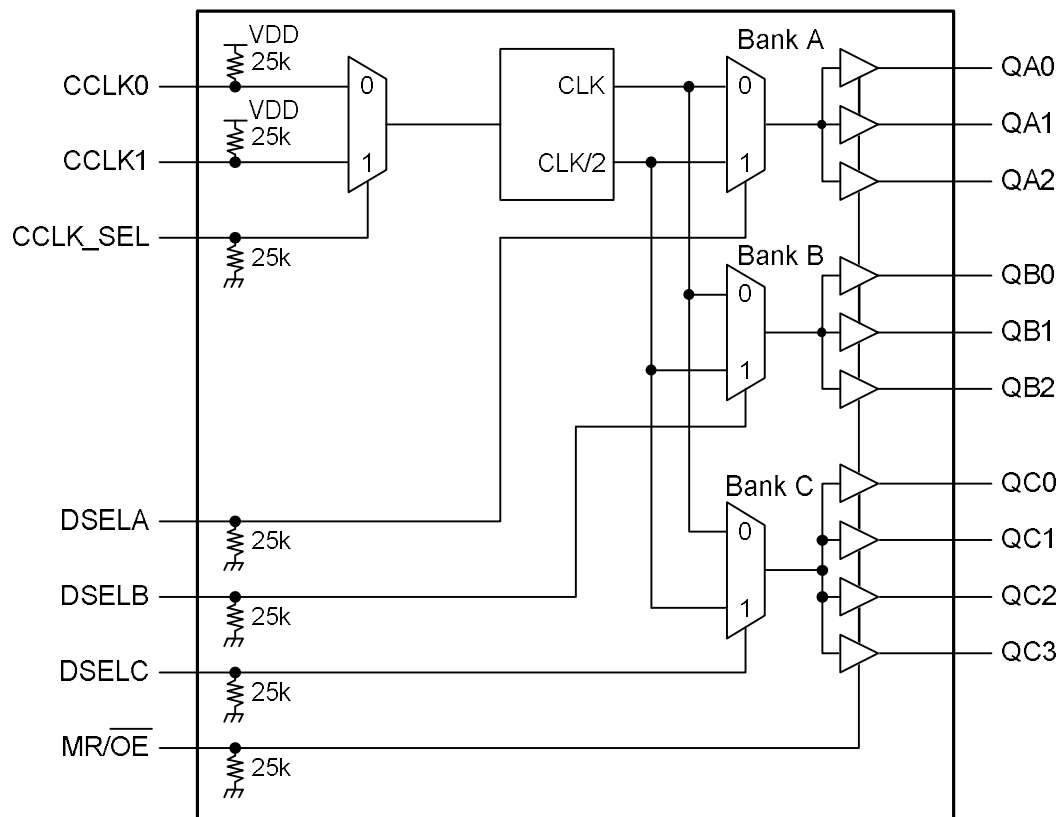 VDD
25k
CCLK0
0
VDD
25k
CCLK1
1
CCLK_SEL
25k
CLK
CLK/2
Bank A
0
1
QA0
QA1
QA2
Bank B
0
1
QB0
QB1
QB2
Bank C
0
1
QC0
QC1
QC2
QC3
DSELA
25k
DSELB
25k
DSELC
25k
MR/O̅E̅
25k